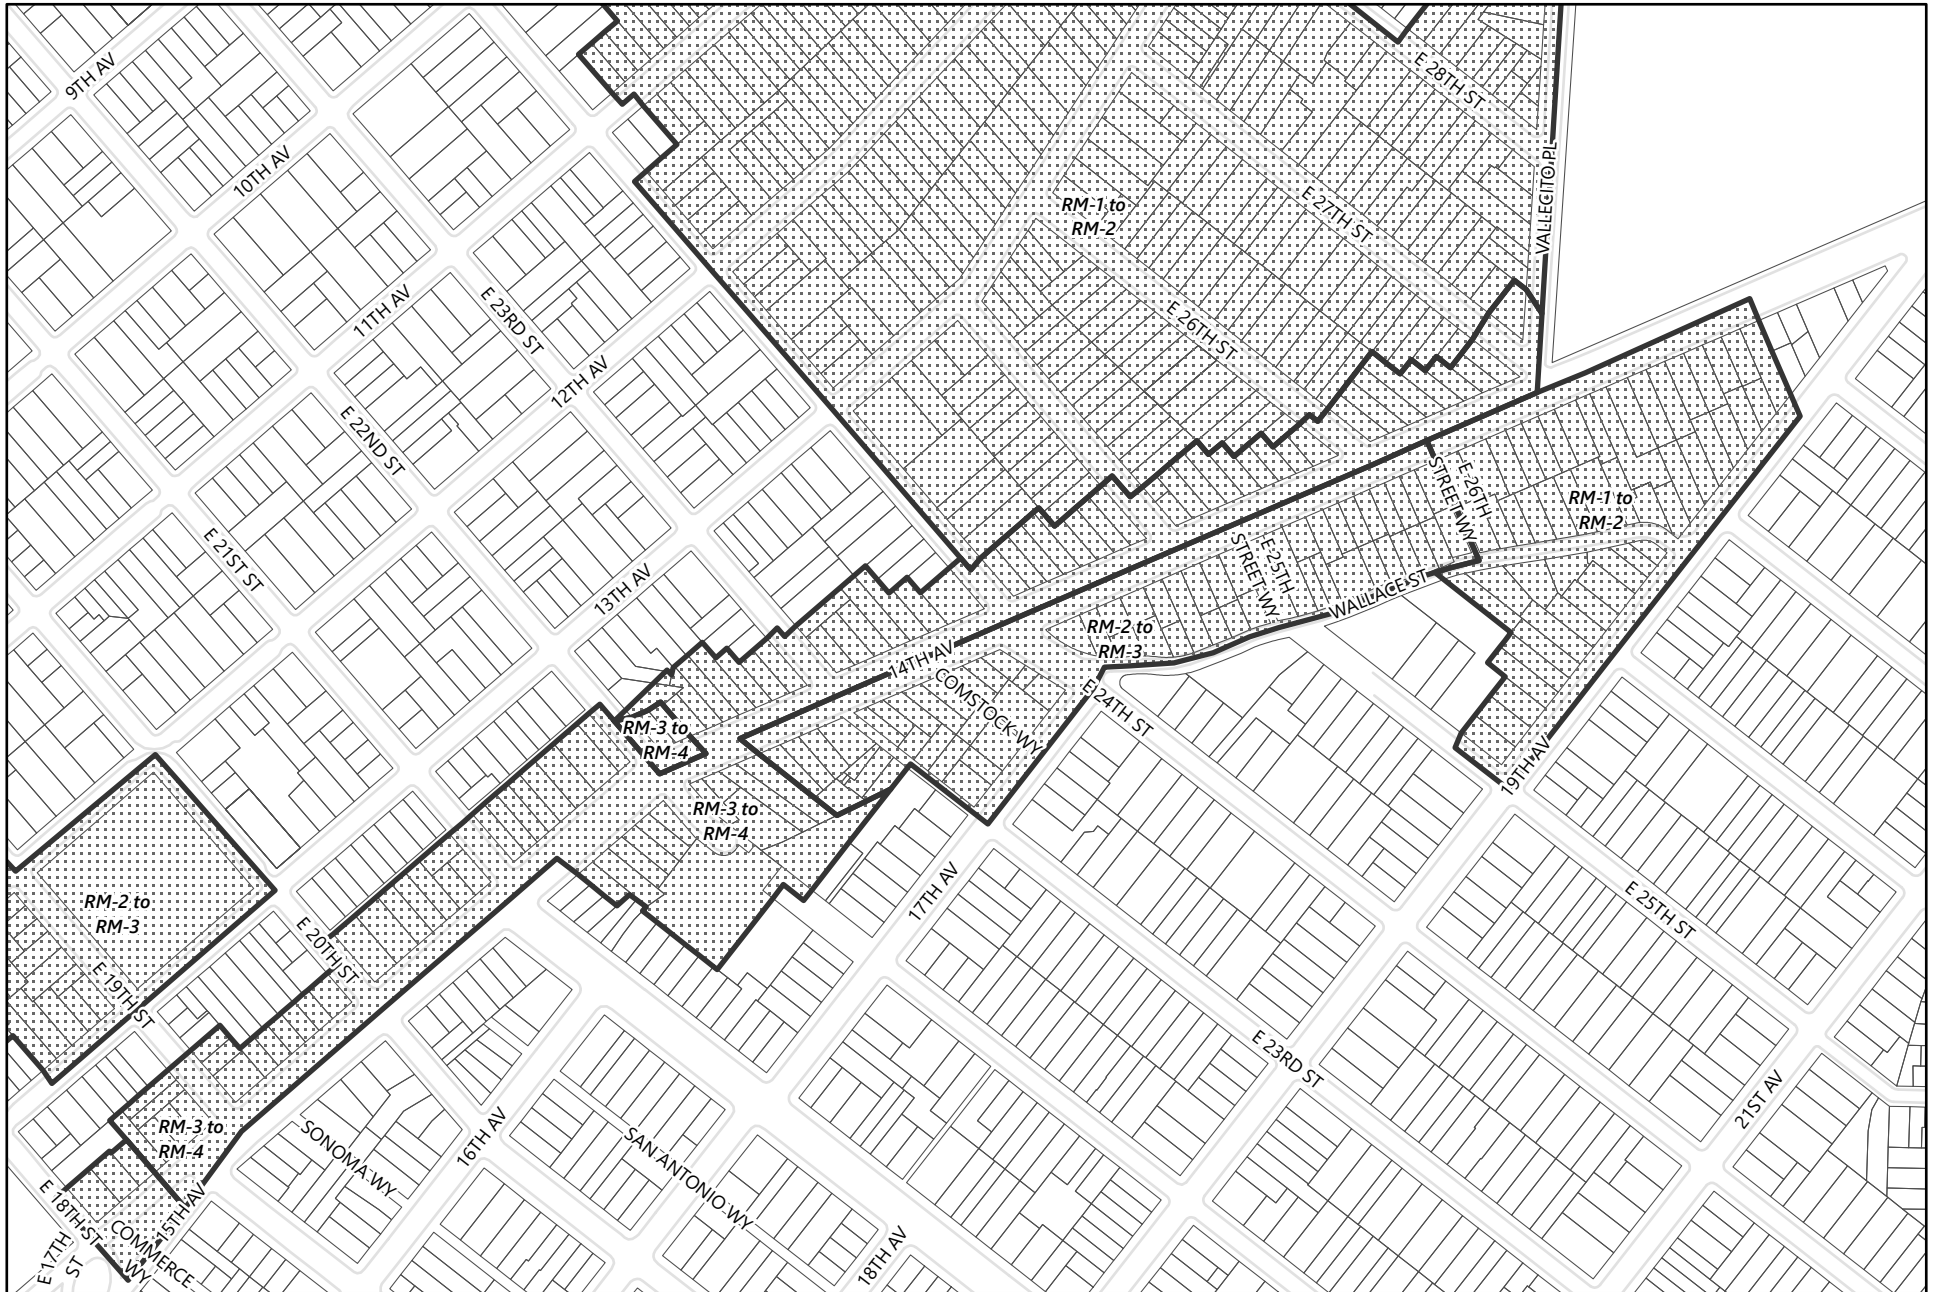 9TH AV
E 28TH ST
10TH AV
VALLECITO PL
RM-1 to
RM-2
E 27TH ST
11TH AV
E 23RD ST
E 26TH ST
12TH AV
E 22ND ST
E 26TH
STREET WY
RM-1 to
RM-2
E 21ST ST
E 25TH
STREET WY
13TH AV
WALLACE ST
RM-2 to
RM-3
14TH AV
COMSTOCK WY
E 24TH ST
RM-3 to
RM-4
19TH AV
RM-3 to
RM-4
17TH AV
RM-2 to
RM-3
E 25TH ST
E 20TH ST
E 19TH ST
E 23RD ST
21ST AV
RM-3 to
RM-4
SONOMA WY
16TH AV
SAN ANTONIO WY
E 18TH ST
15TH AV
COMMERCE
WY
E 17TH
ST
18TH AV